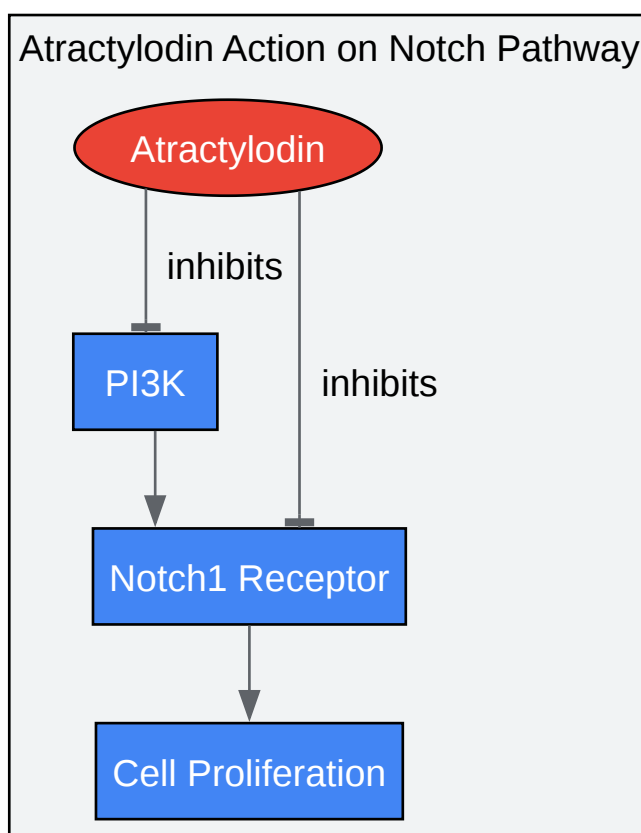 Atractylodin Action on Notch Pathway
Atractylodin
inhibits
PI3K
inhibits
Notch1 Receptor
Cell Proliferation